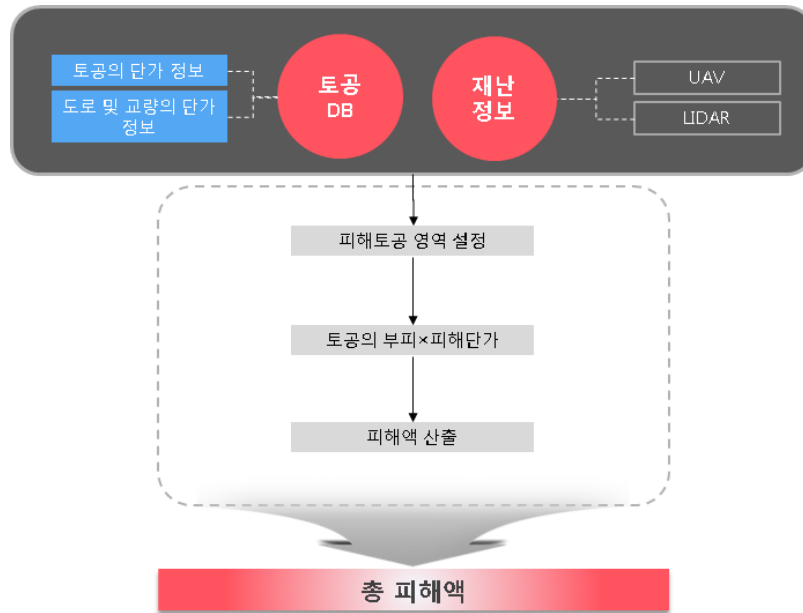 토공의 단가 정보
도로 및 교량의 단가
정보
토공
DB
재난
정보
UAV
LIDAR
피해토공 영역 설정
토공의 부피×피해단가
피해액 산출
총 피해액